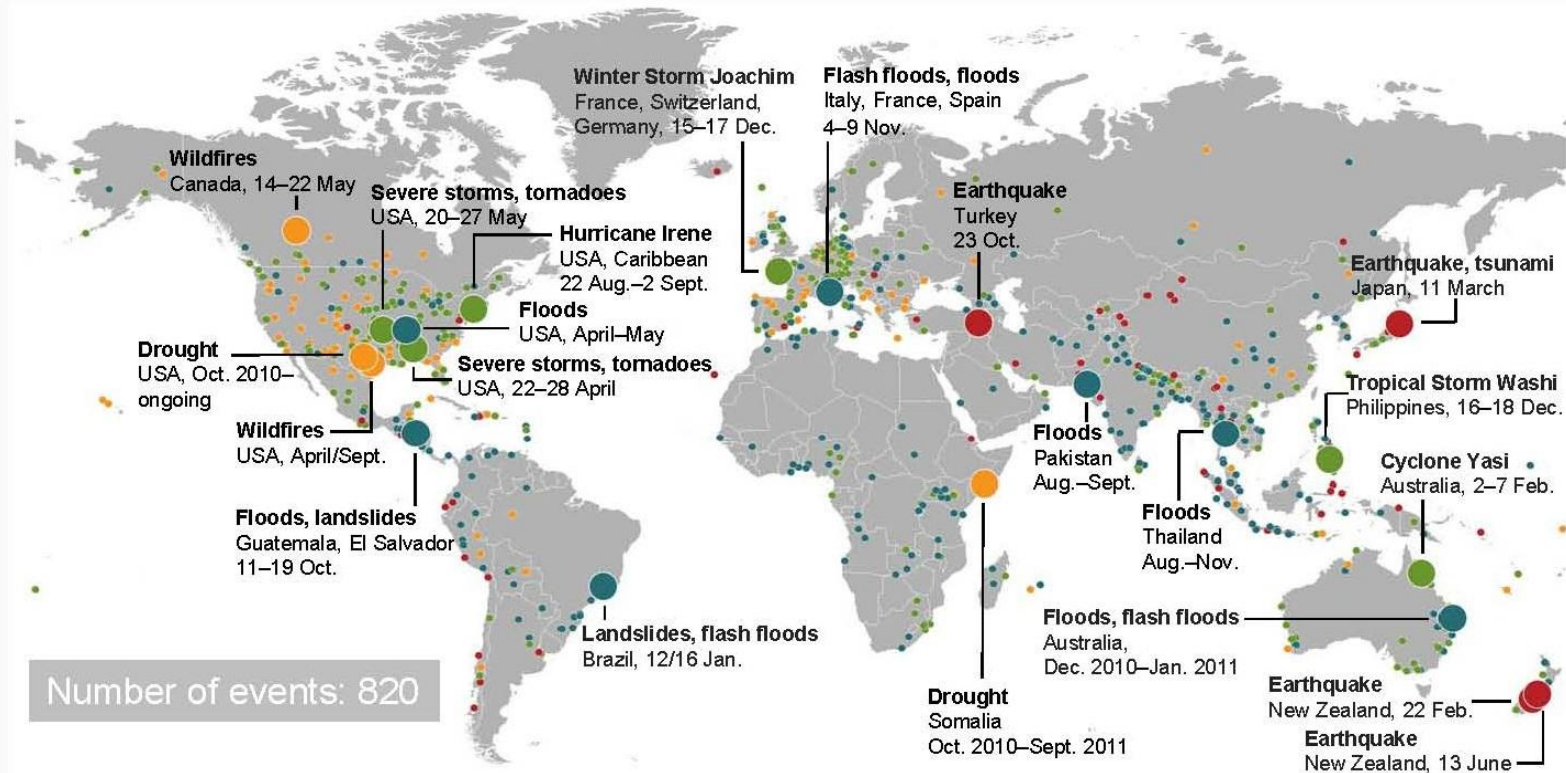 Winter Storm Joachim
France, Switzerland,
Germany, 15–17 Dec.
Flash floods, floods
Italy, France, Spain
4–9 Nov.
Wildfires
Canada, 14–22 May
Severe storms, tornadoes
USA, 20–27 May
Hurricane Irene
USA, Caribbean
22 Aug.–2 Sept.
Earthquake
Turkey
23 Oct.
Earthquake, tsunami
Japan, 11 March
Floods
USA, April–May
Drought
USA, Oct. 2010–
ongoing
Severe storms, tornadoes
USA, 22–28 April
Tropical Storm Washi
Philippines, 16–18 Dec.
Wildfires
USA, April/Sept.
Floods
Pakistan
Aug.–Sept.
Cyclone Yasi
Australia, 2–7 Feb.
Floods, landslides
Guatemala, El Salvador
11–19 Oct.
Floods
Thailand
Aug.–Nov.
Landslides, flash floods
Brazil, 12/16 Jan.
Floods, flash floods
Australia,
Dec. 2010–Jan. 2011
Number of events: 820
Drought
Somalia
Oct. 2010–Sept. 2011
Earthquake
New Zealand, 22 Feb.
Earthquake
New Zealand, 13 June